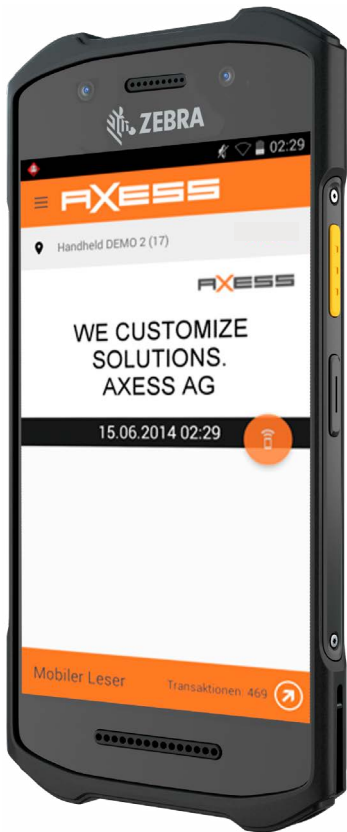 ZEBRA
02:29
AXESS
Handheld DEMO 2 (17)
AXESS
WE CUSTOMIZE
SOLUTIONS.
AXESS AG
15.06.2014 02:29
Mobiler Leser
Transaktionen: 469